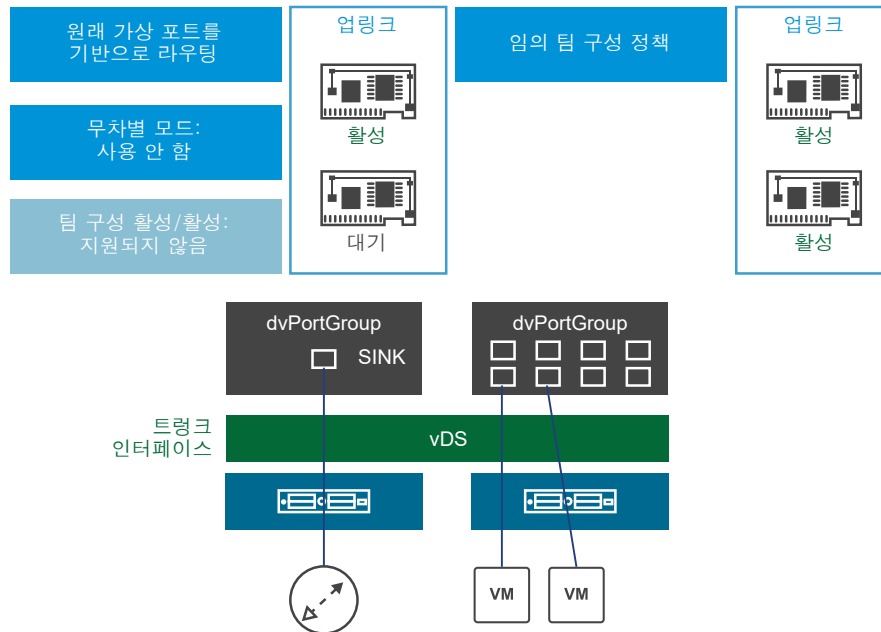 원래 가상 포트를
기반으로 라우팅
무차별 모드:
사용 안 함
팀 구성 활성/활성:
지원되지 않음
업링크
활성
대기
임의 팀 구성 정책
업링크
활성
활성
dvPortGroup
SINK
dvPortGroup
트렁크
인터페이스
vDS
VM
VM